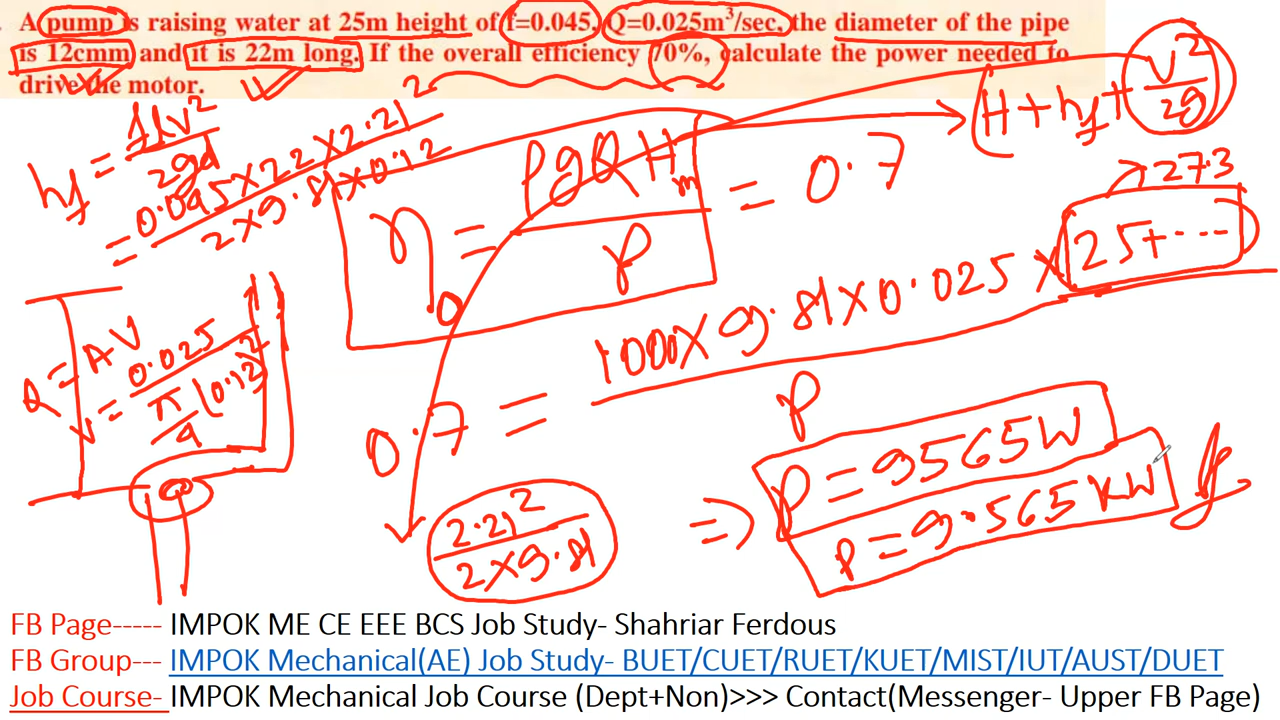 A pump is raising water at 25m height of f=0.045, Q=0.025m³/sec, the diameter of the pipe
is 12cmm and it is 22m long. If the overall efficiency 70%, calculate the power needed to
drive the motor.
H + hf + v²/2g
hf = flv²/2gd
= 0.045×22×2.21²/2×9.81×0.12
η₀ = ρgQHm/P = 0.7
273
25+----
Q = AV
V = 0.025/π/4(0.12)²
0.7 = 1000×9.81×0.025×25+----/P
2.21²/2×9.81
⇒ P = 9565W
P = 9.565KW
FB Page----- IMPOK ME CE EEE BCS Job Study- Shahriar Ferdous
FB Group--- IMPOK Mechanical(AE) Job Study- BUET/CUET/RUET/KUET/MIST/IUT/AUST/DUET
Job Course- IMPOK Mechanical Job Course (Dept+Non)>>> Contact(Messenger- Upper FB Page)